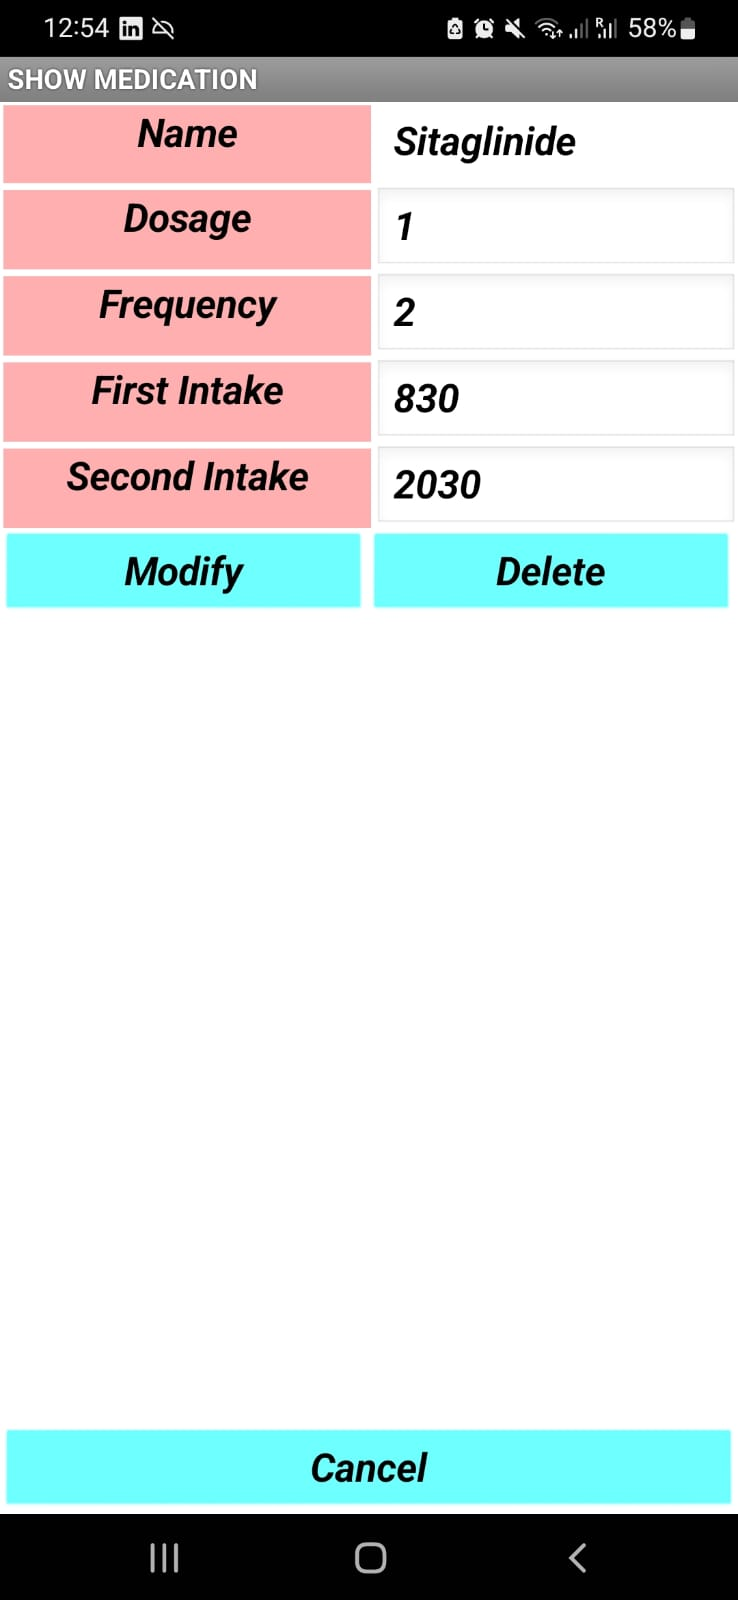 12:54 in 58%
SHOW MEDICATION
Name Sitaglinide
Dosage 1
Frequency 2
First Intake 830
Second Intake 2030
Modify Delete
Cancel